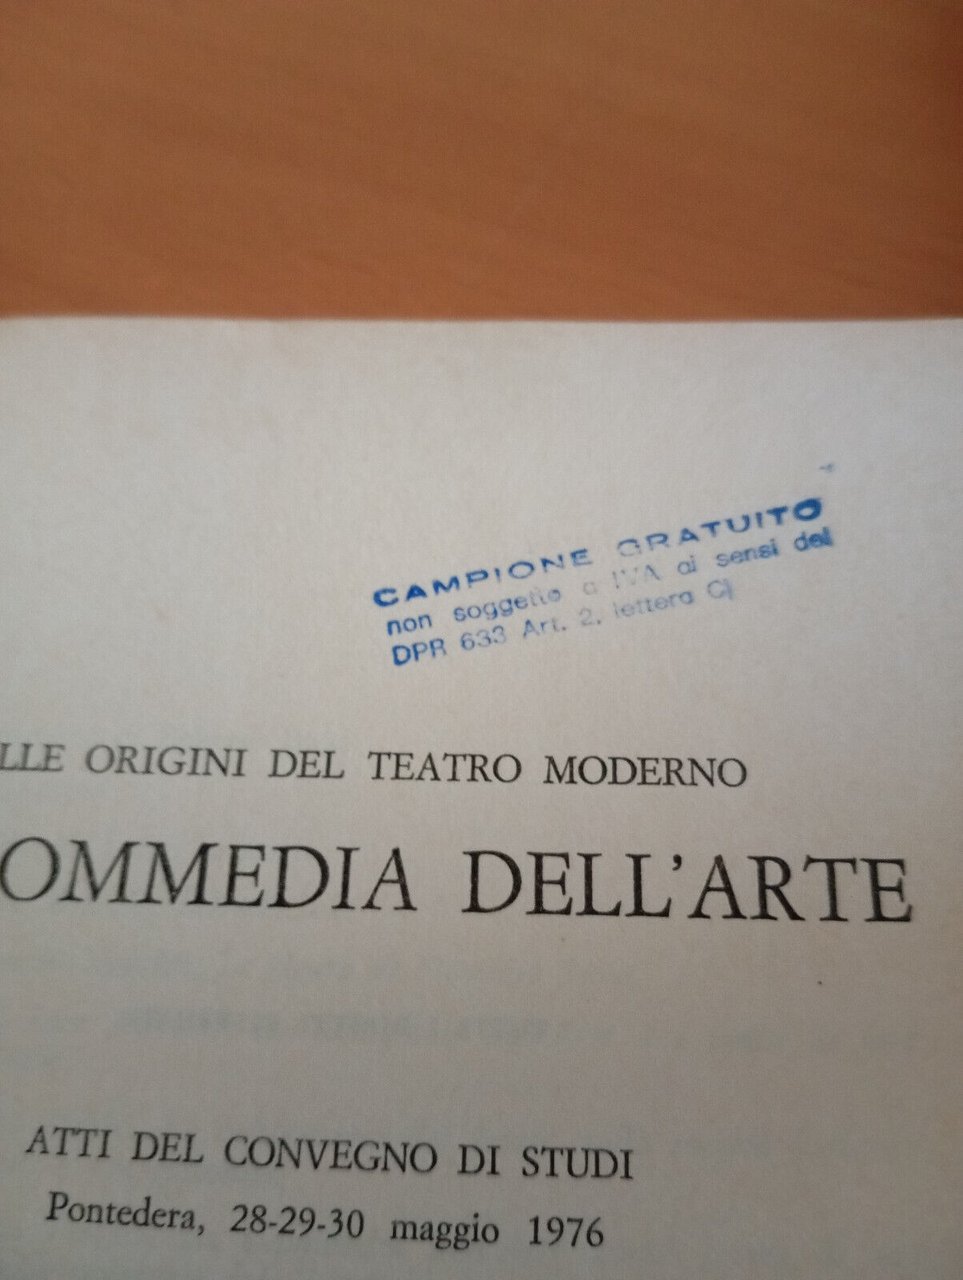 CAMPIONE GRATUITO
non soggetto a IVA ai sensi del
DPR 633 Art. 2, lettera C)
LLE ORIGINI DEL TEATRO MODERNO
OMMEDIA DELL'ARTE
ATTI DEL CONVEGNO DI STUDI
Pontedera, 28-29-30 maggio 1976